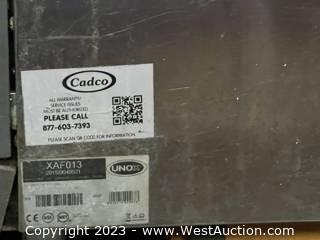 Cadco
ALL WARRANTY/
SERVICE ISSUES
MUST BE AUTHORIZED
PLEASE CALL
877-603-7393
PLEASE SCAN QR CODE FOR INFORMATION
XAF013
UNOX
Copyright 2023 - www.WestAuction.com